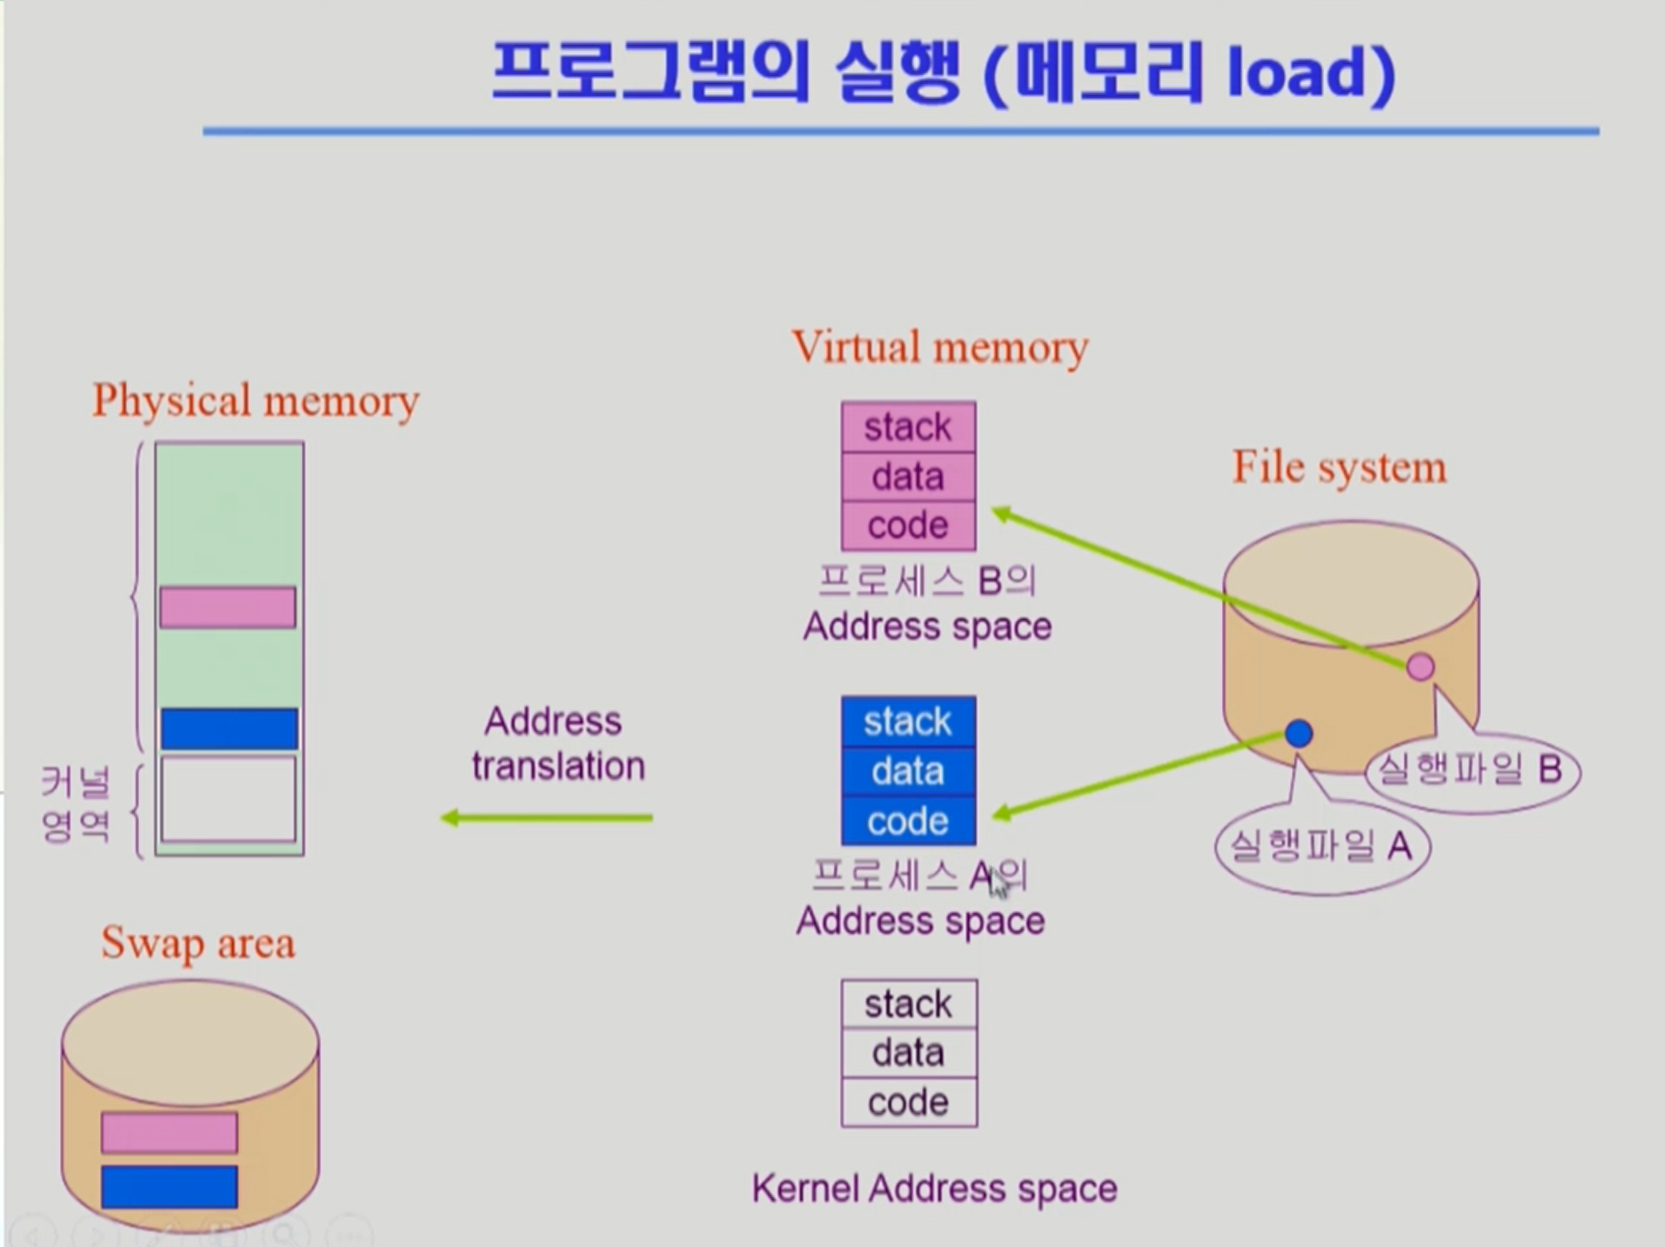 프로그램의 실행 (메모리 load)
Virtual memory
Physical memory
stack
data
code
프로세스 B의
Address space
File system
실행파일 B
실행파일 A
Address
translation
stack
data
code
프로세스 A의
Address space
커널
영역
Swap area
stack
data
code
Kernel Address space